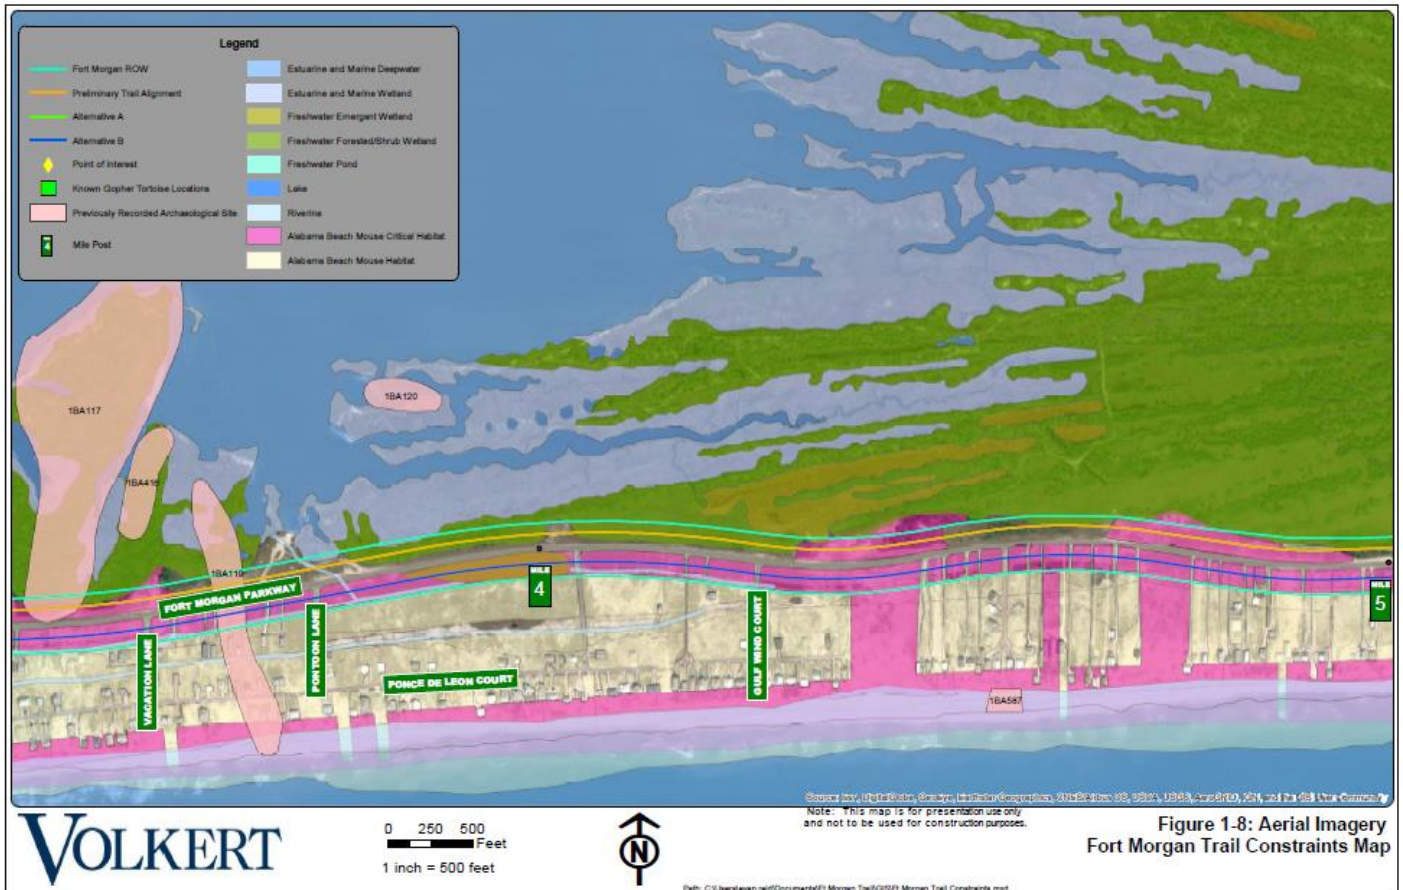 Legend
Fort Morgan ROW
Preliminary Trail Alignment
Alternative A
Alternative B
Point of Interest
Known Gopher Tortoise Locations
Previously Recorded Archaeological Site
4
Mile Post
Estuarine and Marine Deepwater
Estuarine and Marine Wetland
Freshwater Emergent Wetland
Freshwater Forested/Shrub Wetland
Freshwater Pond
Lake
Riverine
Alabama Beach Mouse Critical Habitat
Alabama Beach Mouse Habitat
1BA117
1BA120
1BA416
1BA119
FORT MORGAN PARKWAY
MILE
4
MILE
5
VACATION LANE
PONTOON LANE
PONCE DE LEON COURT
GULF WIND COURT
1BA587
Note: This map is for presentation use only
and not to be used for construction purposes.
VOLKERT
0 250 500
Feet
1 inch = 500 feet
N
Figure 1-8: Aerial Imagery
Fort Morgan Trail Constraints Map